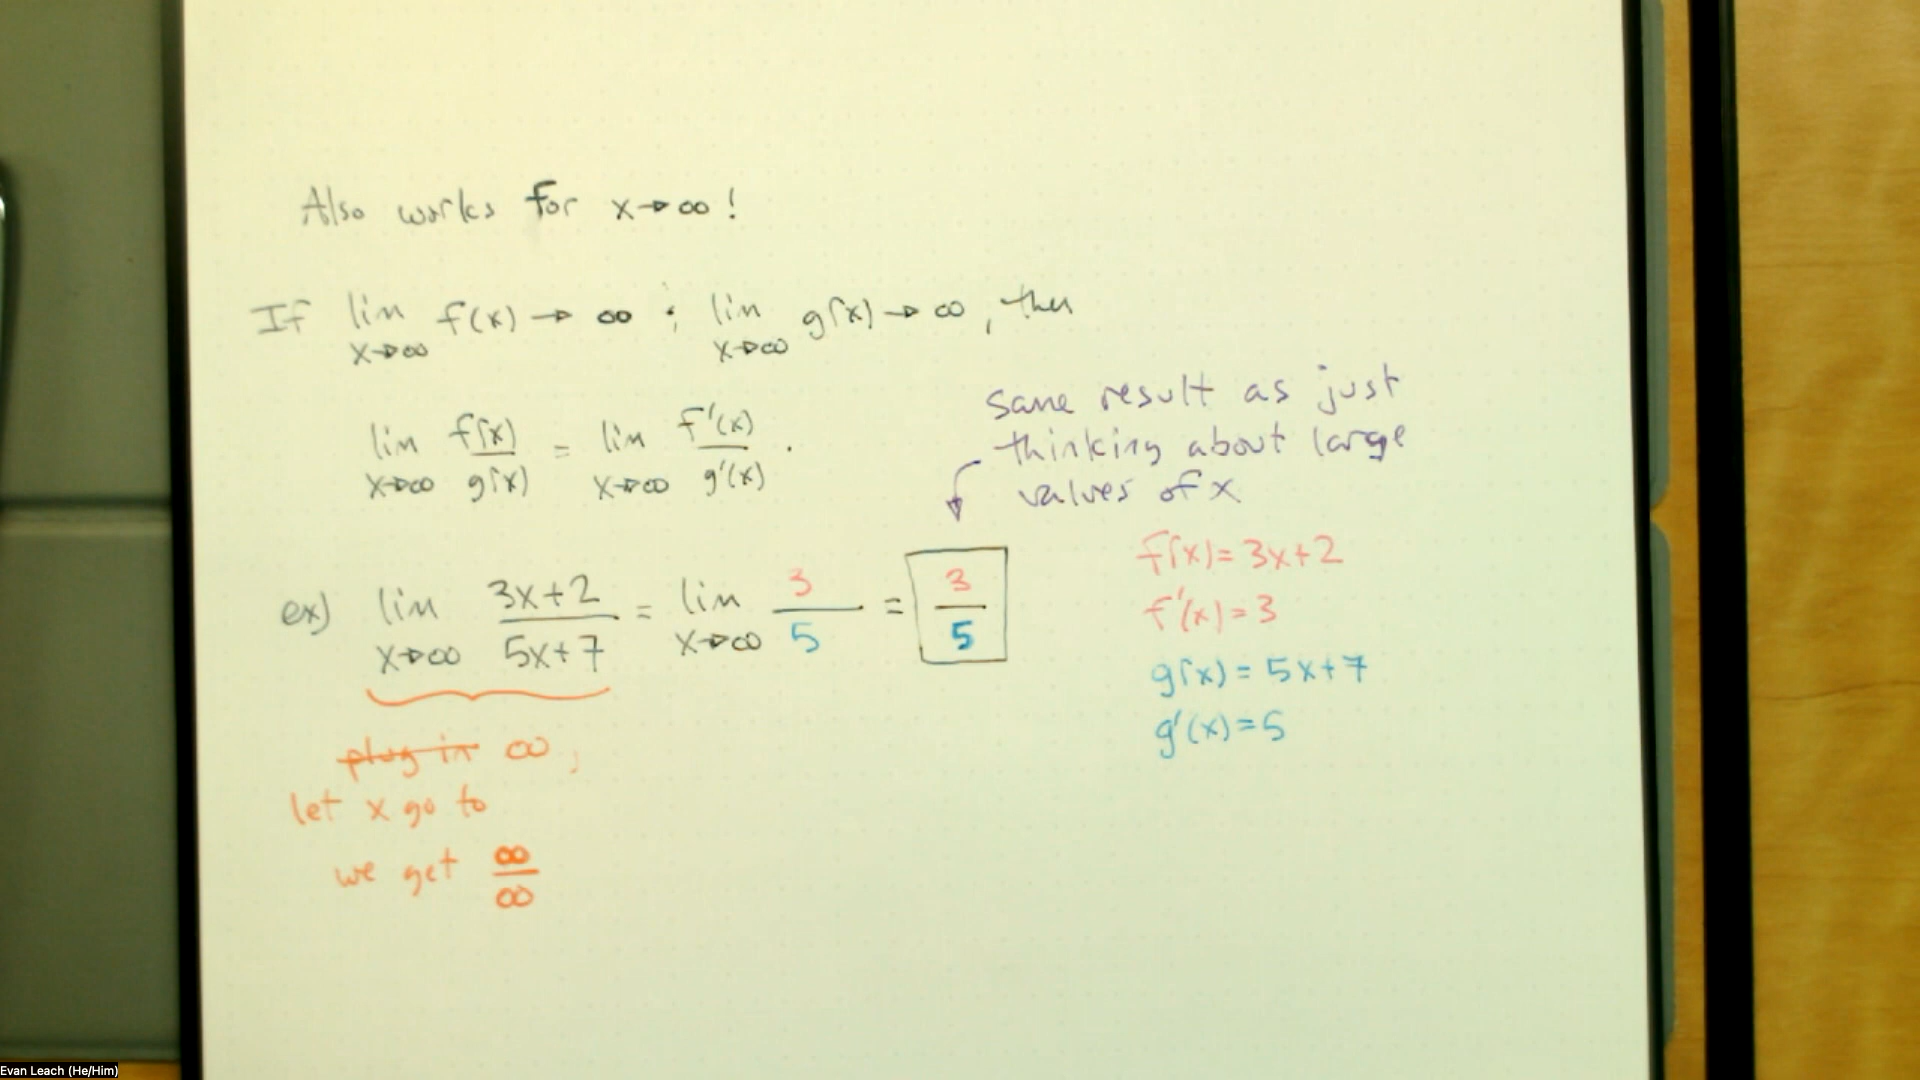 Also works for x→∞!
If lim x→∞ f(x) → ∞ ; lim x→∞ g(x) → ∞, then
lim x→∞ f(x)/g(x) = lim x→∞ f'(x)/g'(x).
same result as just
thinking about large
values of x
ex) lim x→∞ (3x+2)/(5x+7) = lim x→∞ 3/5 = 3/5
f(x)=3x+2
f'(x)=3
g(x)=5x+7
g'(x)=5
plug in ∞,
let x go to
we get ∞/∞
Evan Leach (He/Him)